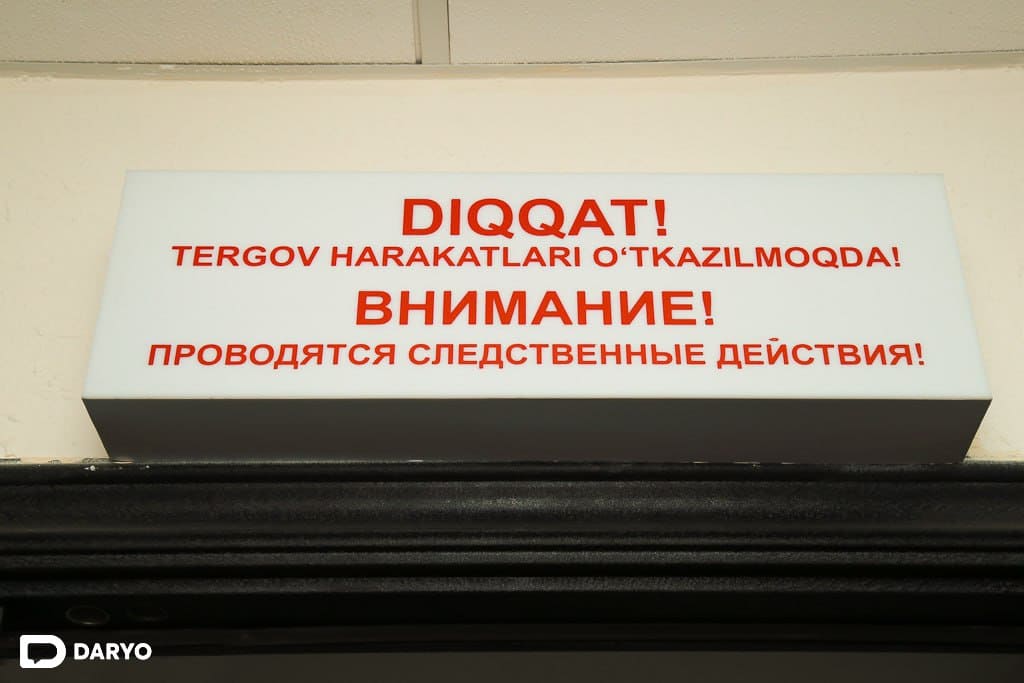 DIQQAT!
TERGOV HARAKATLARI O‘TKAZILMOQDA!
ВНИМАНИЕ!
ПРОВОДЯТСЯ СЛЕДСТВЕННЫЕ ДЕЙСТВИЯ!
DARYO